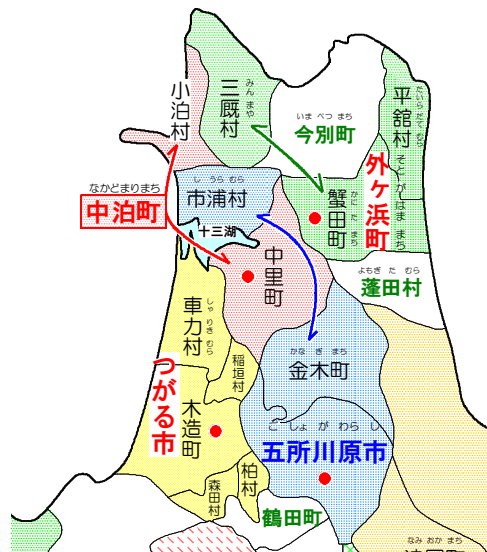 小泊村
三厩村
みんまや
いまべつまち
今別町
平舘村
たいらだてむら
外ヶ浜町
そとがはままち
なかどまりまち
中泊町
しうらむら
市浦村
十三湖
蟹田町
かにたまち
中里町
よもぎたむら
蓬田村
車力村
しゃりきむら
稲垣村
かなぎまち
金木町
つがる市
木造町
ごしょがわらし
五所川原市
柏村
森田村
鶴田町
なみおかまち